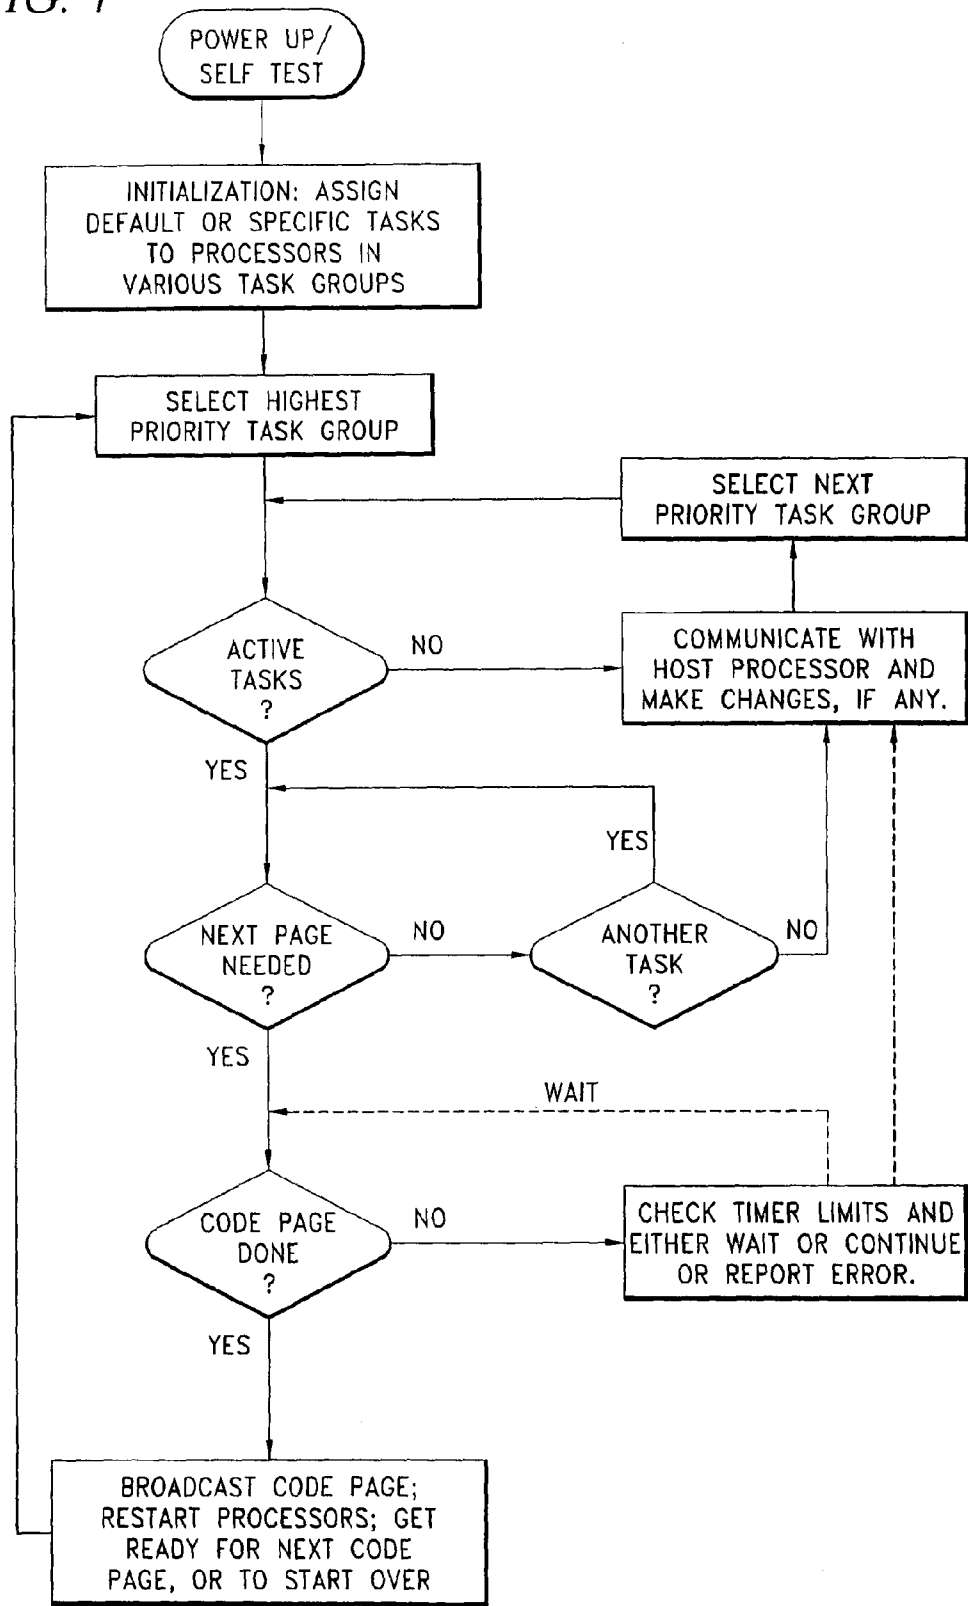 POWER UP/
SELF TEST
INITIALIZATION: ASSIGN
DEFAULT OR SPECIFIC TASKS
TO PROCESSORS IN
VARIOUS TASK GROUPS
SELECT HIGHEST
PRIORITY TASK GROUP
SELECT NEXT
PRIORITY TASK GROUP
ACTIVE
TASKS
?
NO
COMMUNICATE WITH
HOST PROCESSOR AND
MAKE CHANGES, IF ANY.
YES
YES
NEXT PAGE
NEEDED
?
NO
ANOTHER
TASK
?
NO
YES
WAIT
CODE PAGE
DONE
?
NO
CHECK TIMER LIMITS AND
EITHER WAIT OR CONTINUE
OR REPORT ERROR.
YES
BROADCAST CODE PAGE;
RESTART PROCESSORS; GET
READY FOR NEXT CODE
PAGE, OR TO START OVER